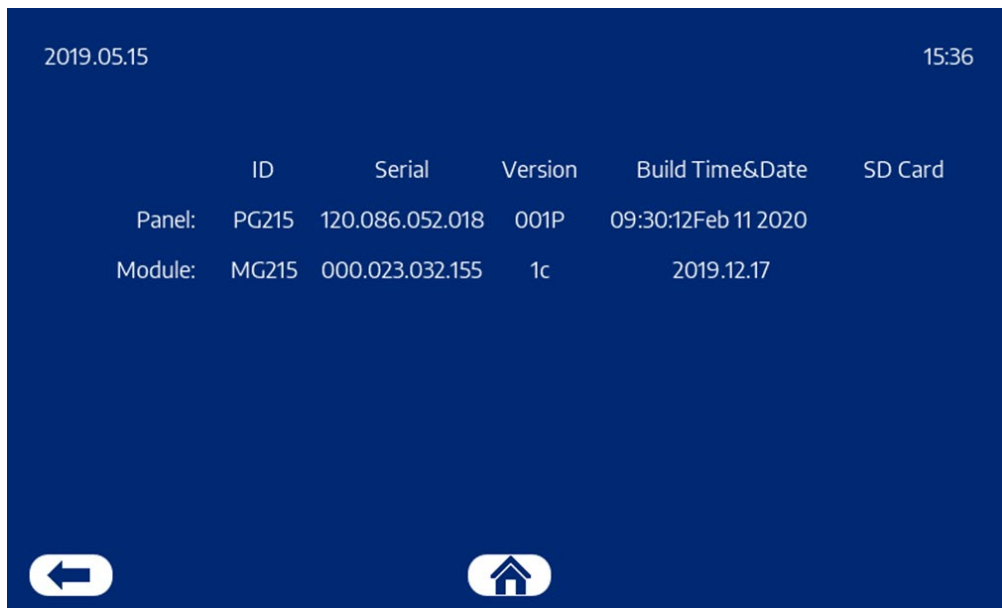 2019.05.15 15:36
ID Serial Version Build Time&Date SD Card
Panel: PG215 120.086.052.018 001P 09:30:12Feb 11 2020
Module: MG215 000.023.032.155 1c 2019.12.17